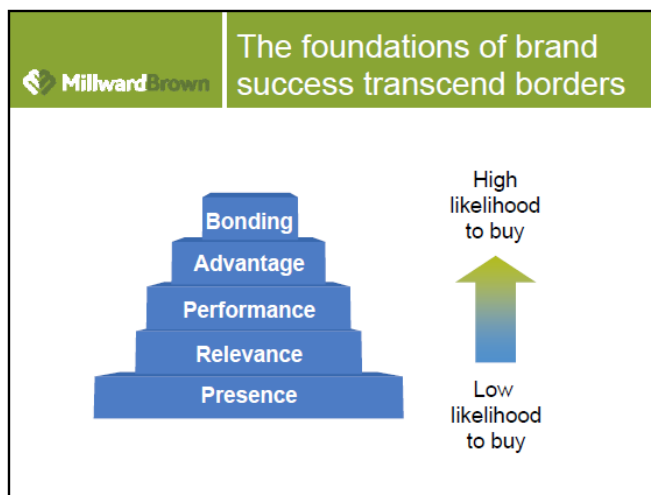 MillwardBrown
The foundations of brand
success transcend borders
Bonding
Advantage
Performance
Relevance
Presence
High
likelihood
to buy
Low
likelihood
to buy